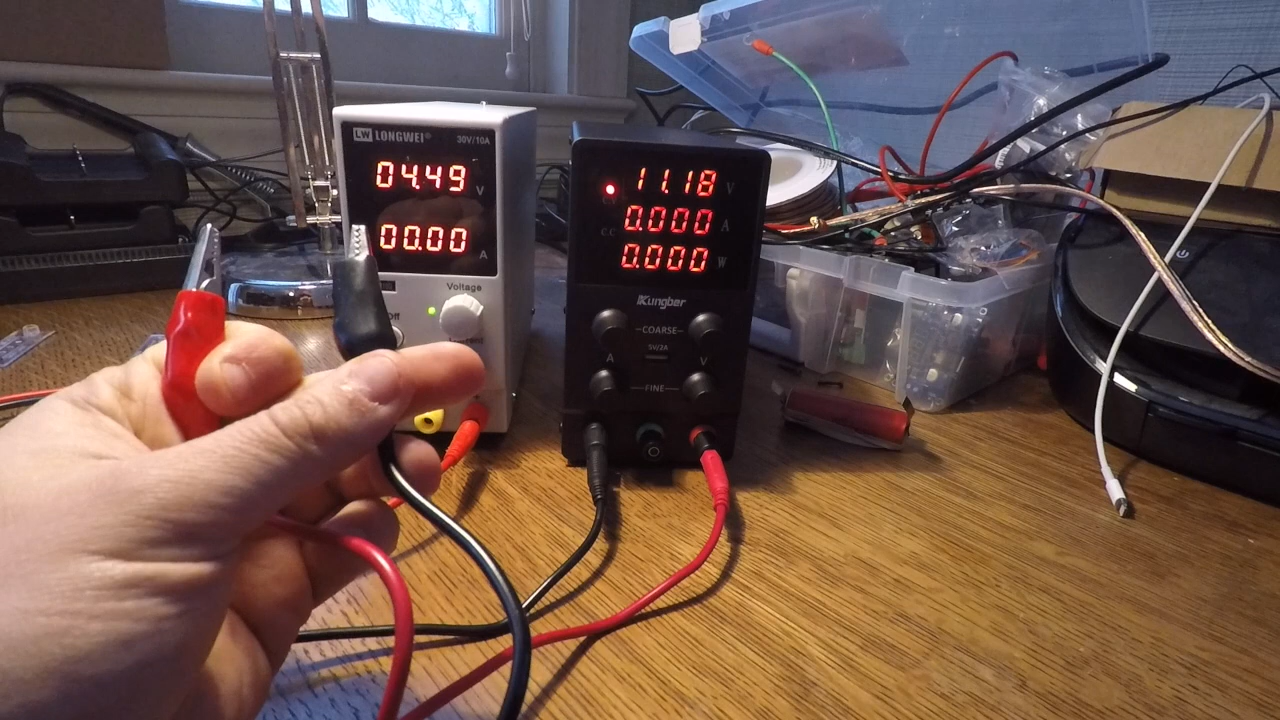 LW LONGWEI® 30V/10A
04.49 V
00.00 A
Voltage
Off
11.18 V
0.000 A
C.C.
0.000 W
Kungber
COARSE
5V/2A
A V
FINE